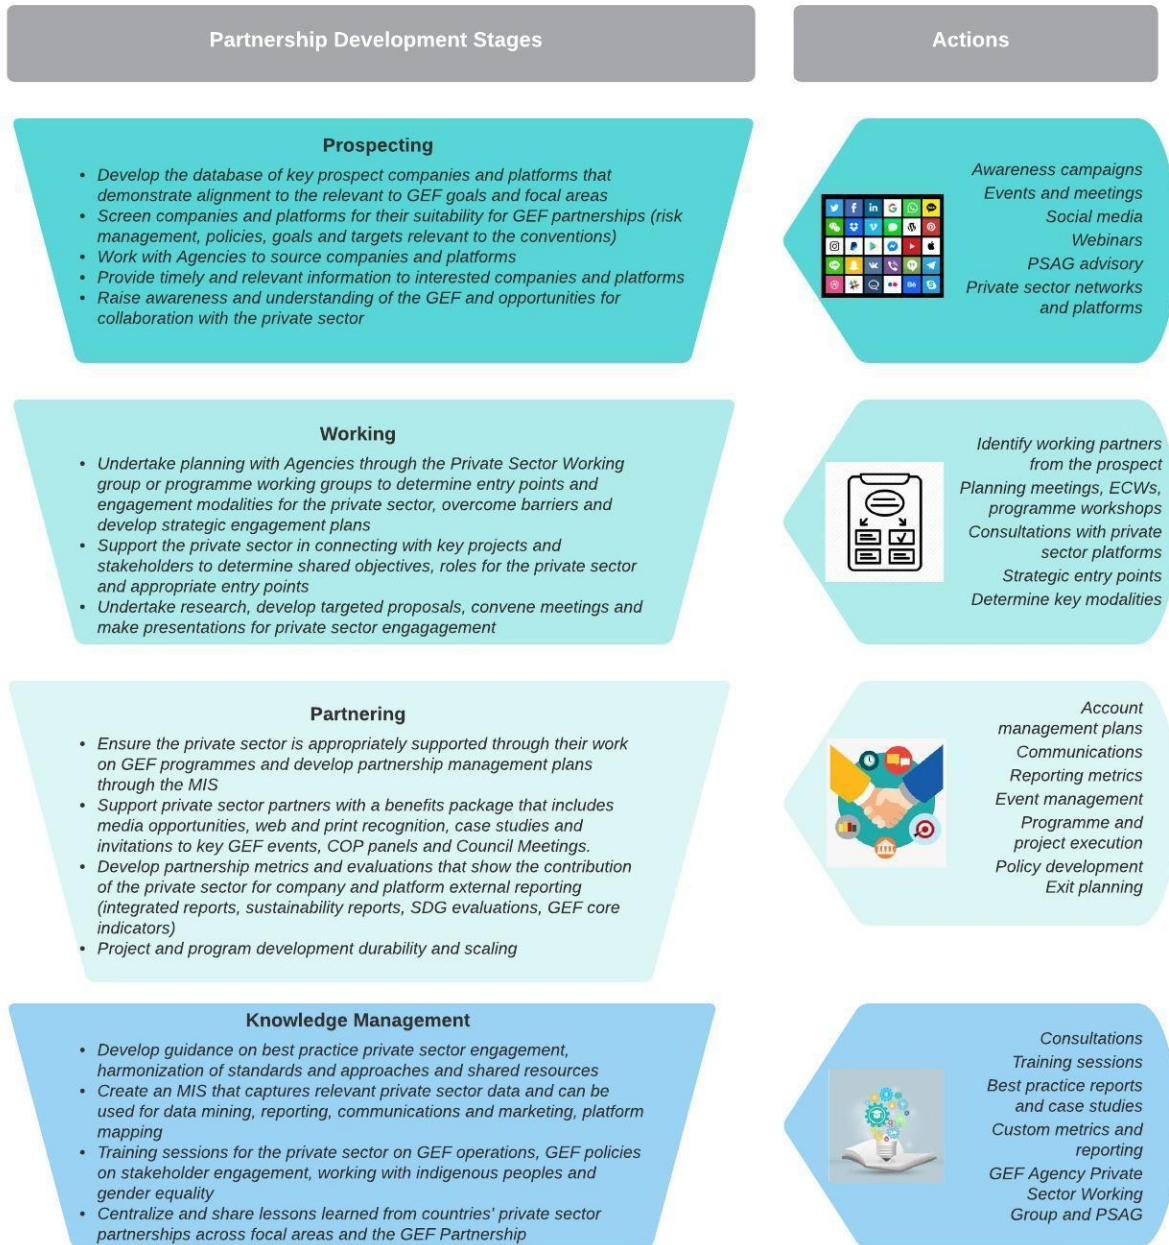 Partnership Development Stages
Actions
Prospecting
• Develop the database of key prospect companies and platforms that
demonstrate alignment to the relevant to GEF goals and focal areas
• Screen companies and platforms for their suitability for GEF partnerships (risk
management, policies, goals and targets relevant to the conventions)
• Work with Agencies to source companies and platforms
• Provide timely and relevant information to interested companies and platforms
• Raise awareness and understanding of the GEF and opportunities for
collaboration with the private sector
Awareness campaigns
Events and meetings
Social media
Webinars
PSAG advisory
Private sector networks
and platforms
Working
• Undertake planning with Agencies through the Private Sector Working
group or programme working groups to determine entry points and
engagement modalities for the private sector, overcome barriers and
develop strategic engagement plans
• Support the private sector in connecting with key projects and
stakeholders to determine shared objectives, roles for the private sector
and appropriate entry points
• Undertake research, develop targeted proposals, convene meetings and
make presentations for private sector engagagement
Identify working partners
from the prospect
Planning meetings, ECWs,
programme workshops
Consultations with private
sector platforms
Strategic entry points
Determine key modalities
Partnering
• Ensure the private sector is appropriately supported through their work
on GEF programmes and develop partnership management plans
through the MIS
• Support private sector partners with a benefits package that includes
media opportunities, web and print recognition, case studies and
invitations to key GEF events, COP panels and Council Meetings.
• Develop partnership metrics and evaluations that show the contribution
of the private sector for company and platform external reporting
(integrated reports, sustainability reports, SDG evaluations, GEF core
indicators)
• Project and program development durability and scaling
Account
management plans
Communications
Reporting metrics
Event management
Programme and
project execution
Policy development
Exit planning
Knowledge Management
• Develop guidance on best practice private sector engagement,
harmonization of standards and approaches and shared resources
• Create an MIS that captures relevant private sector data and can be
used for data mining, reporting, communications and marketing, platform
mapping
• Training sessions for the private sector on GEF operations, GEF policies
on stakeholder engagement, working with indigenous peoples and
gender equality
• Centralize and share lessons learned from countries' private sector
partnerships across focal areas and the GEF Partnership
Consultations
Training sessions
Best practice reports
and case studies
Custom metrics and
reporting
GEF Agency Private
Sector Working
Group and PSAG